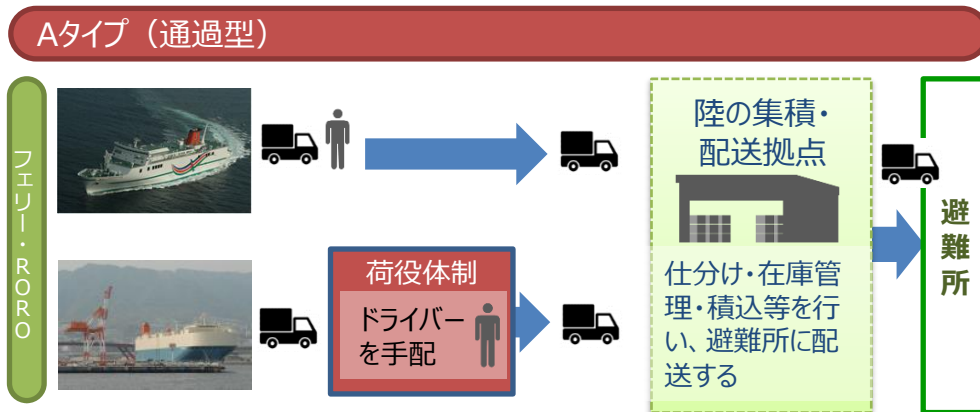 Aタイプ（通過型）
フェリー・RORO
荷役体制
ドライバー
を手配
陸の集積・
配送拠点
仕分け・在庫管
理・積込等を行
い、避難所に配
送する
避難所